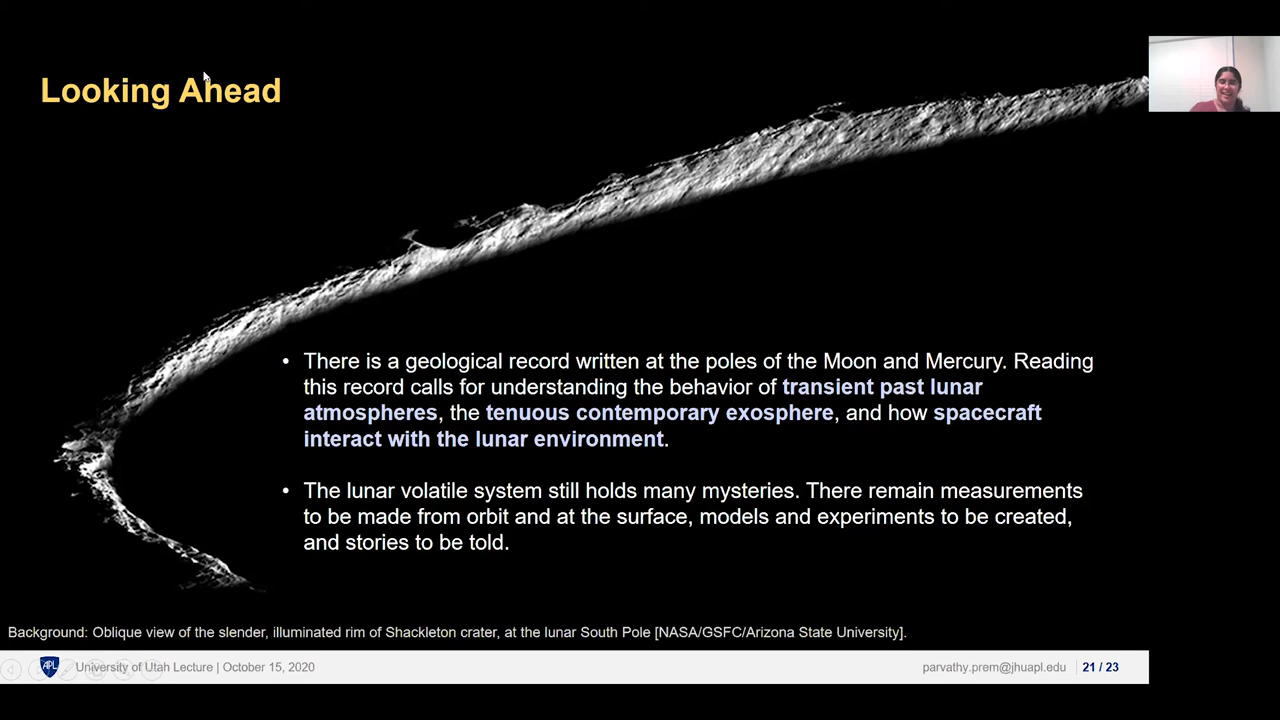 Looking Ahead
• There is a geological record written at the poles of the Moon and Mercury. Reading
this record calls for understanding the behavior of transient past lunar
atmospheres, the tenuous contemporary exosphere, and how spacecraft
interact with the lunar environment.
• The lunar volatile system still holds many mysteries. There remain measurements
to be made from orbit and at the surface, models and experiments to be created,
and stories to be told.
Background: Oblique view of the slender, illuminated rim of Shackleton crater, at the lunar South Pole [NASA/GSFC/Arizona State University].
APL
University of Utah Lecture | October 15, 2020
parvathy.prem@jhuapl.edu
21 / 23